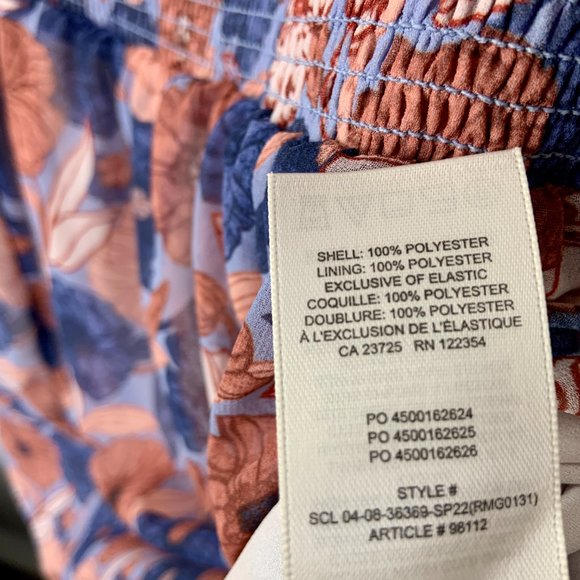 SHELL: 100% POLYESTER
LINING: 100% POLYESTER
EXCLUSIVE OF ELASTIC
COQUILLE: 100% POLYESTER
DOUBLURE: 100% POLYESTER
À L'EXCLUSION DE L'ÉLASTIQUE
CA 23725 RN 122354
PO 4500162624
PO 4500162625
PO 4500162626
STYLE #
SCL 04-08-36369-SP22(RMG0131)
ARTICLE # 98112